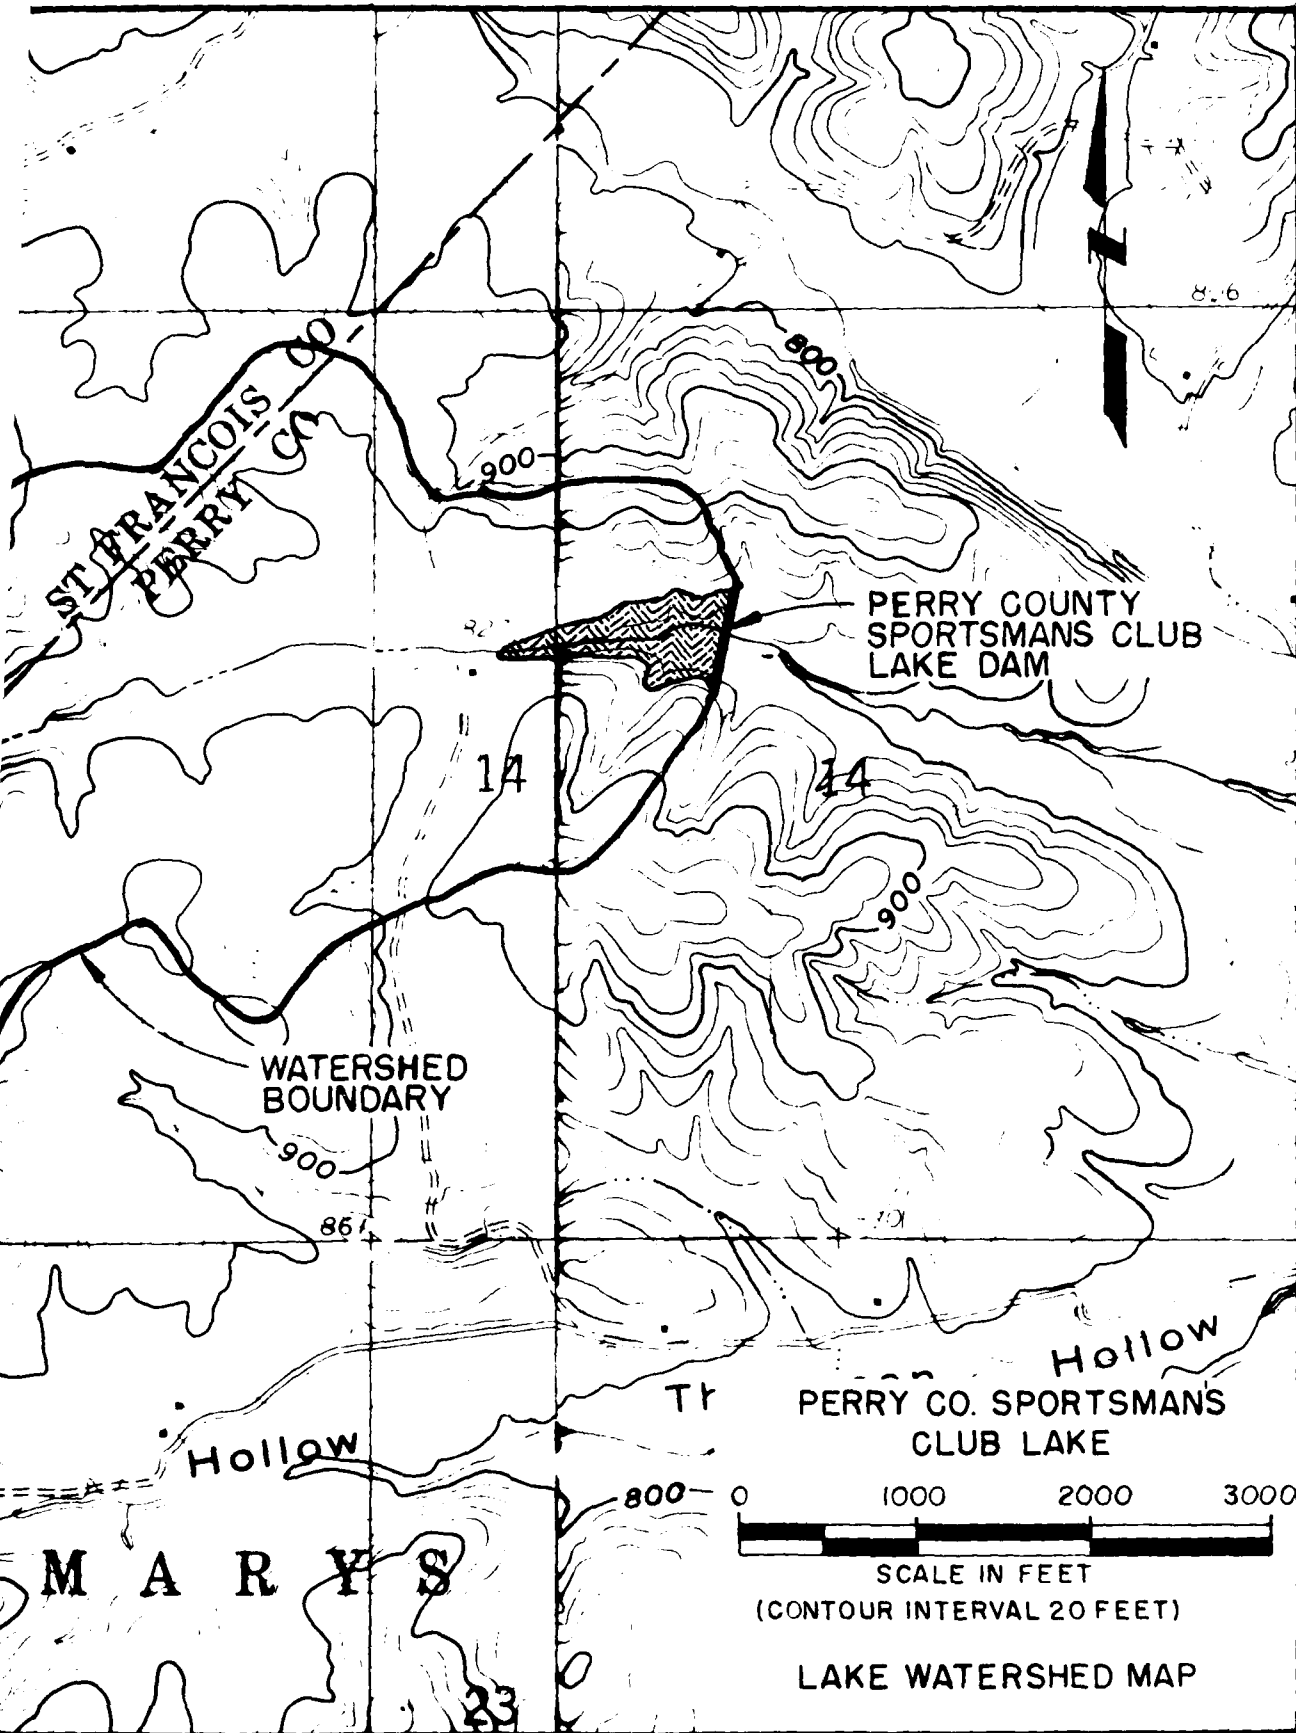 800
ST FRANCOIS CO
PERRY CO
900
PERRY COUNTY
SPORTSMANS CLUB
LAKE DAM
14
14
900
WATERSHED
BOUNDARY
900
Hollow
Hollow
PERRY CO. SPORTSMAN'S
CLUB LAKE
800
0 1000 2000 3000
SCALE IN FEET
(CONTOUR INTERVAL 20 FEET)
MARYS
LAKE WATERSHED MAP
23